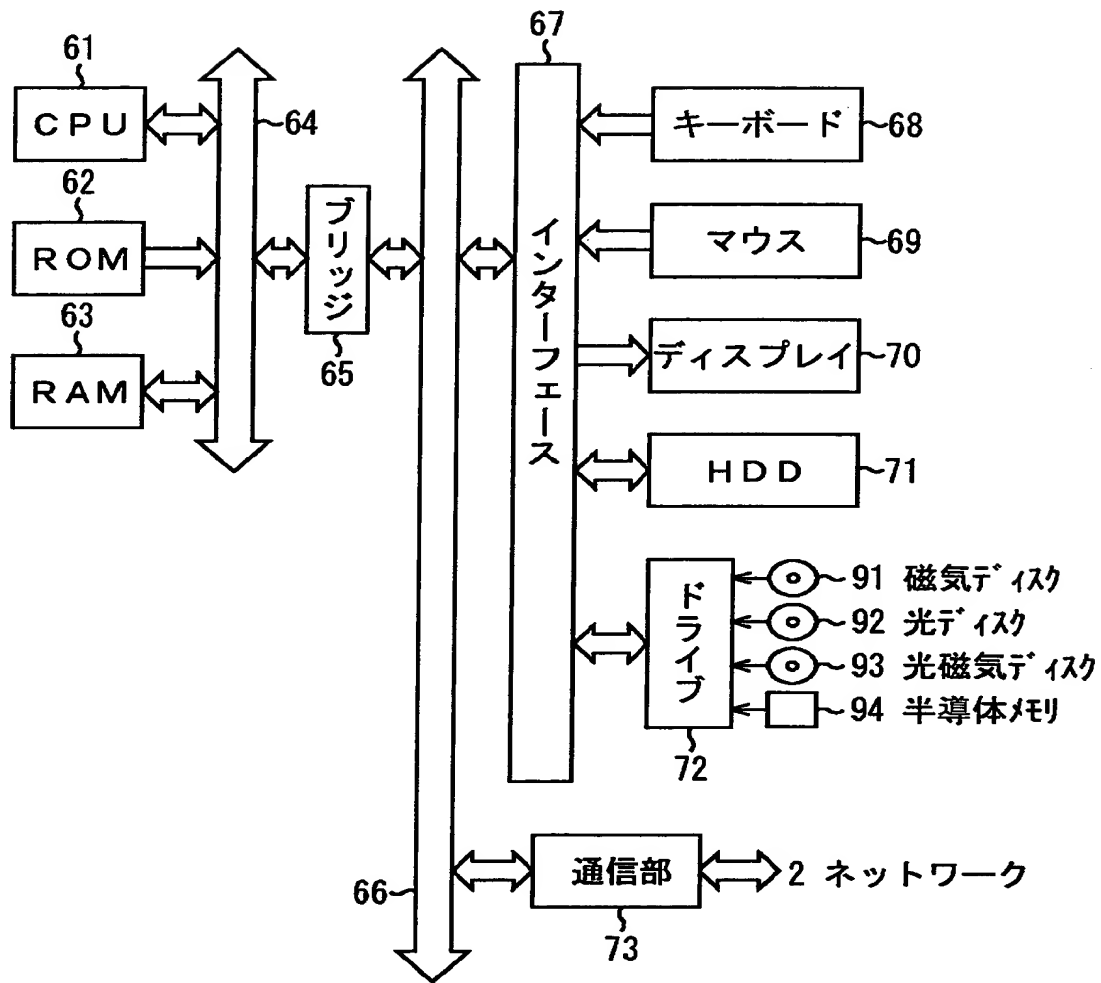 61
CPU
62
ROM
63
RAM
64
ブリッジ
65
66
67
インターフェース
キーボード 68
マウス 69
ディスプレイ 70
HDD 71
ドライブ
72
91 磁気ディスク
92 光ディスク
93 光磁気ディスク
94 半導体メモリ
通信部
73
2 ネットワーク